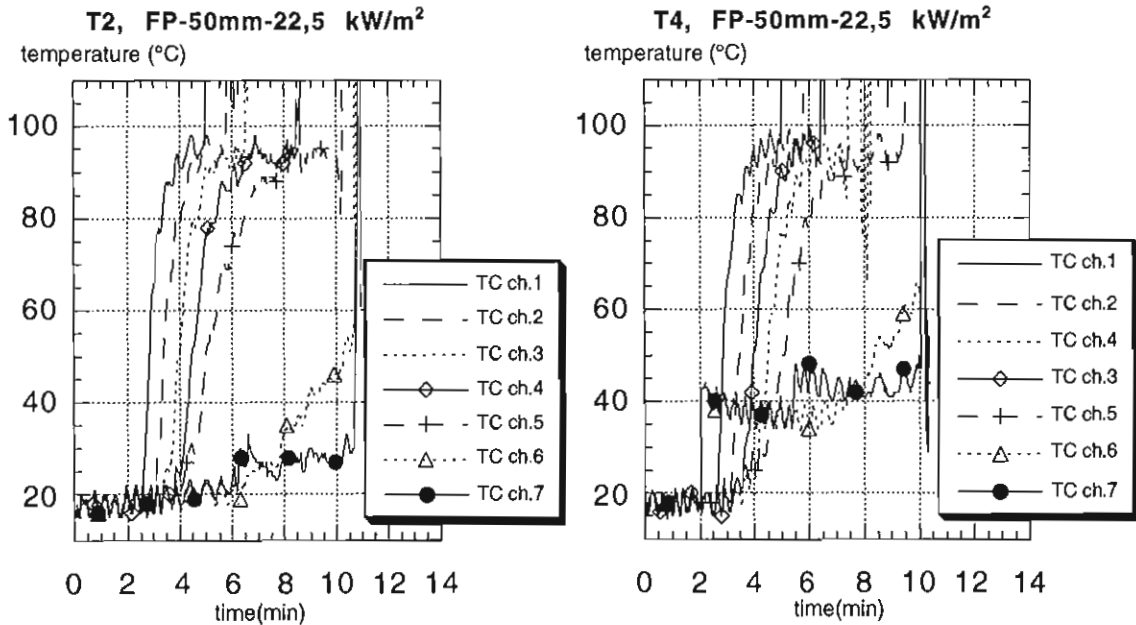 T2, FP-50mm-22,5 kW/m²
temperature (°C)
100
80
60
40
20
0 2 4 6 8 10 12 14
time(min)
TC ch.1
TC ch.2
TC ch.3
TC ch.4
TC ch.5
TC ch.6
TC ch.7
T4, FP-50mm-22,5 kW/m²
temperature (°C)
100
80
60
40
20
0 2 4 6 8 10 12 14
time(min)
TC ch.1
TC ch.2
TC ch.4
TC ch.3
TC ch.5
TC ch.6
TC ch.7